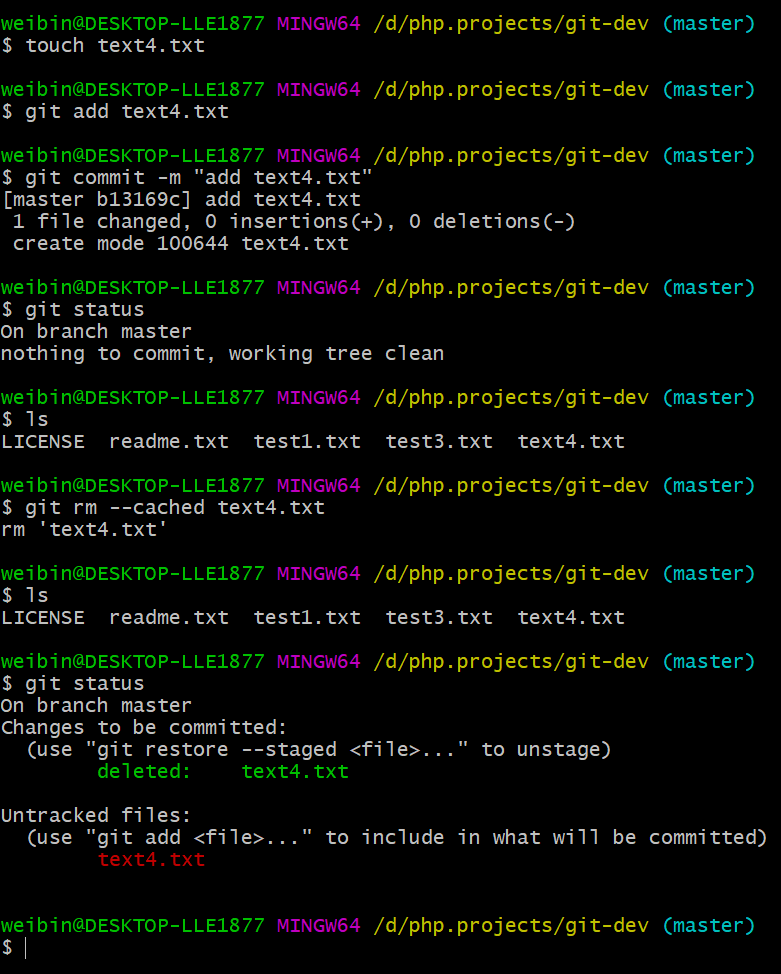 weibin@DESKTOP-LLE1877 MINGW64 /d/php.projects/git-dev (master)
$ touch text4.txt
weibin@DESKTOP-LLE1877 MINGW64 /d/php.projects/git-dev (master)
$ git add text4.txt
weibin@DESKTOP-LLE1877 MINGW64 /d/php.projects/git-dev (master)
$ git commit -m "add text4.txt"
[master b13169c] add text4.txt
 1 file changed, 0 insertions(+), 0 deletions(-)
 create mode 100644 text4.txt
weibin@DESKTOP-LLE1877 MINGW64 /d/php.projects/git-dev (master)
$ git status
On branch master
nothing to commit, working tree clean
weibin@DESKTOP-LLE1877 MINGW64 /d/php.projects/git-dev (master)
$ ls
LICENSE  readme.txt  test1.txt  test3.txt  text4.txt
weibin@DESKTOP-LLE1877 MINGW64 /d/php.projects/git-dev (master)
$ git rm --cached text4.txt
rm 'text4.txt'
weibin@DESKTOP-LLE1877 MINGW64 /d/php.projects/git-dev (master)
$ ls
LICENSE  readme.txt  test1.txt  test3.txt  text4.txt
weibin@DESKTOP-LLE1877 MINGW64 /d/php.projects/git-dev (master)
$ git status
On branch master
Changes to be committed:
  (use "git restore --staged <file>..." to unstage)
        deleted:    text4.txt
Untracked files:
  (use "git add <file>..." to include in what will be committed)
        text4.txt
weibin@DESKTOP-LLE1877 MINGW64 /d/php.projects/git-dev (master)
$